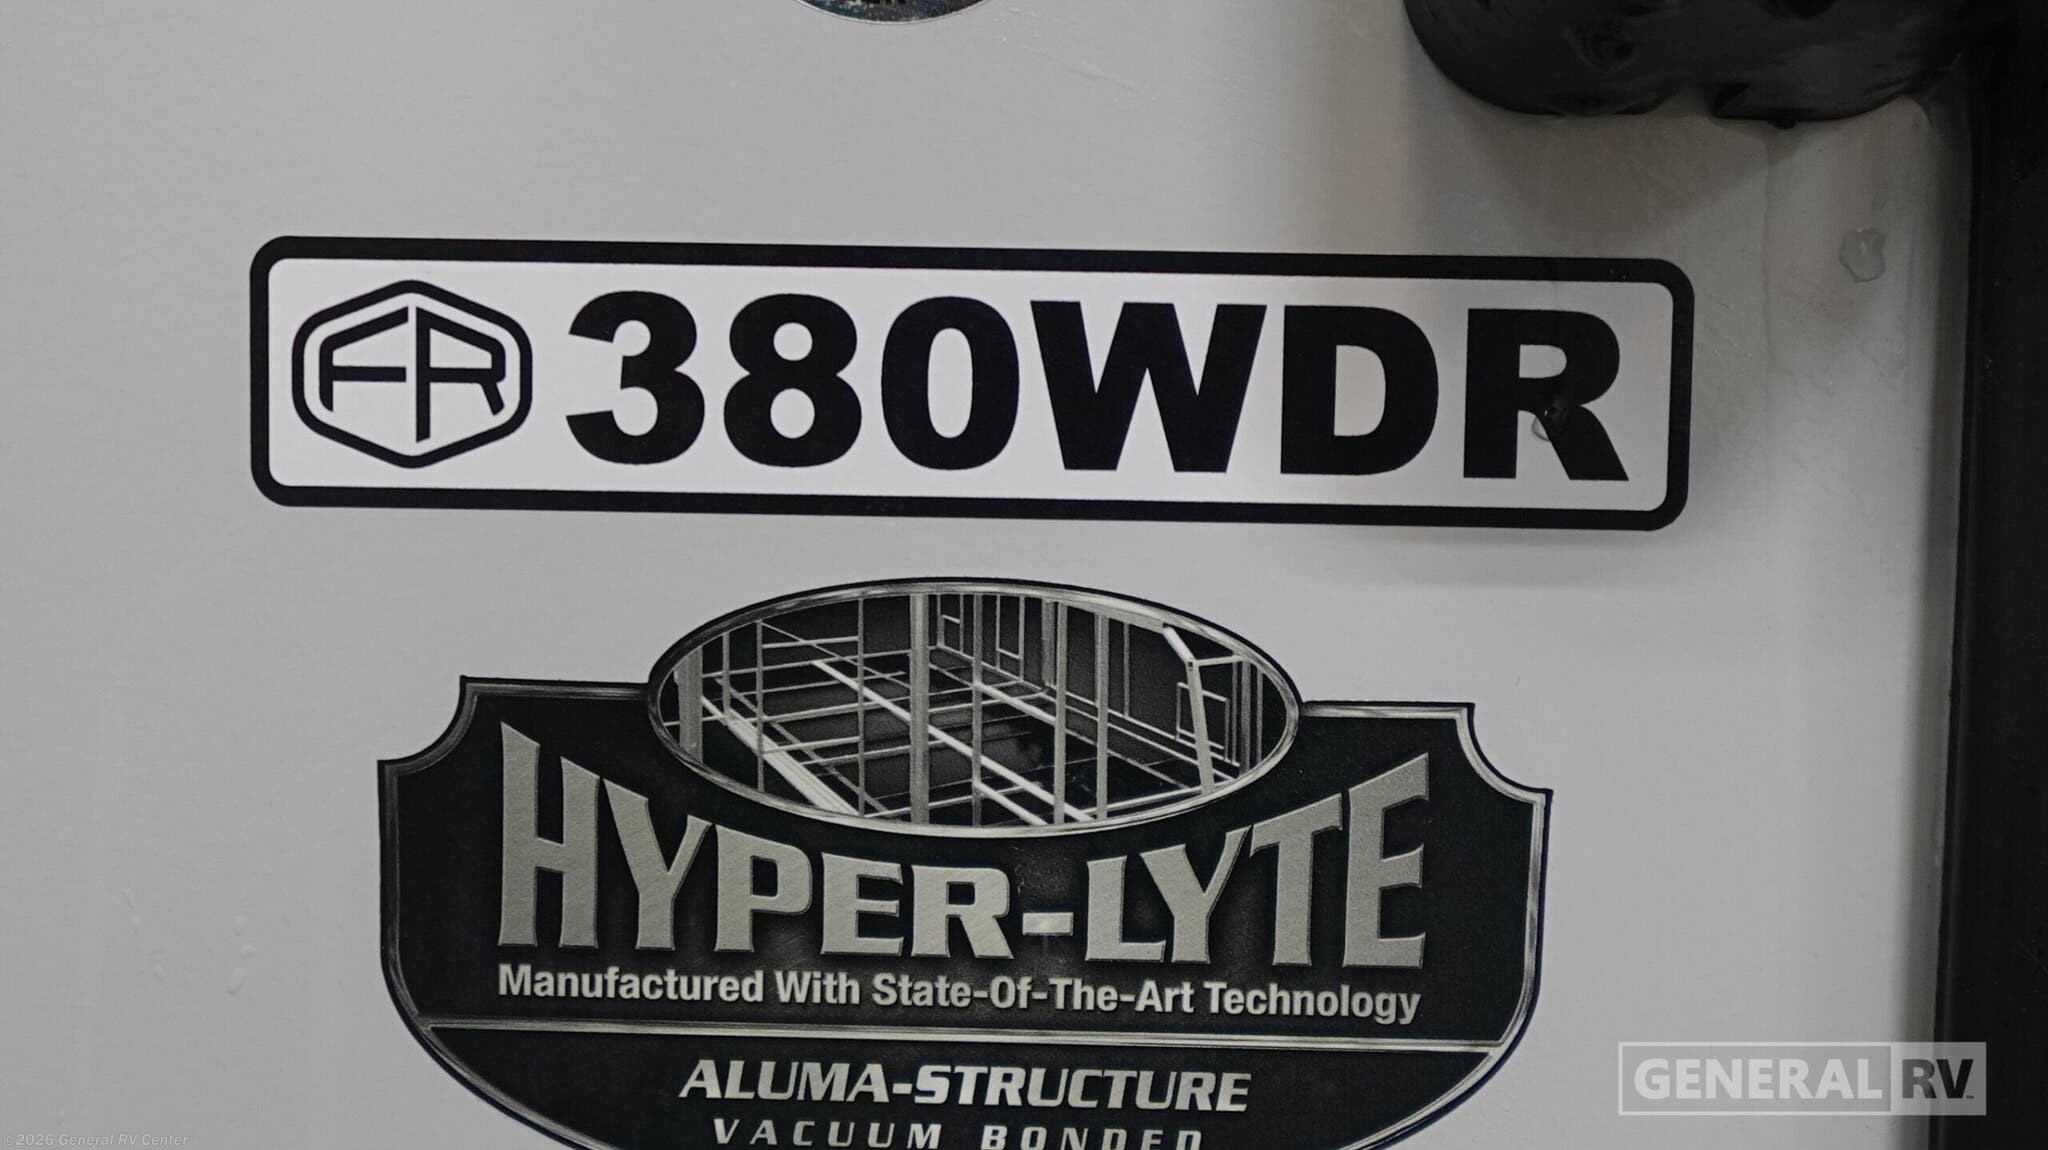 FR 380WDR
HYPER-LYTE
Manufactured With State-Of-The-Art Technology
ALUMA-STRUCTURE
VACUUM BONDED
GENERAL RV
©2026 General RV Center